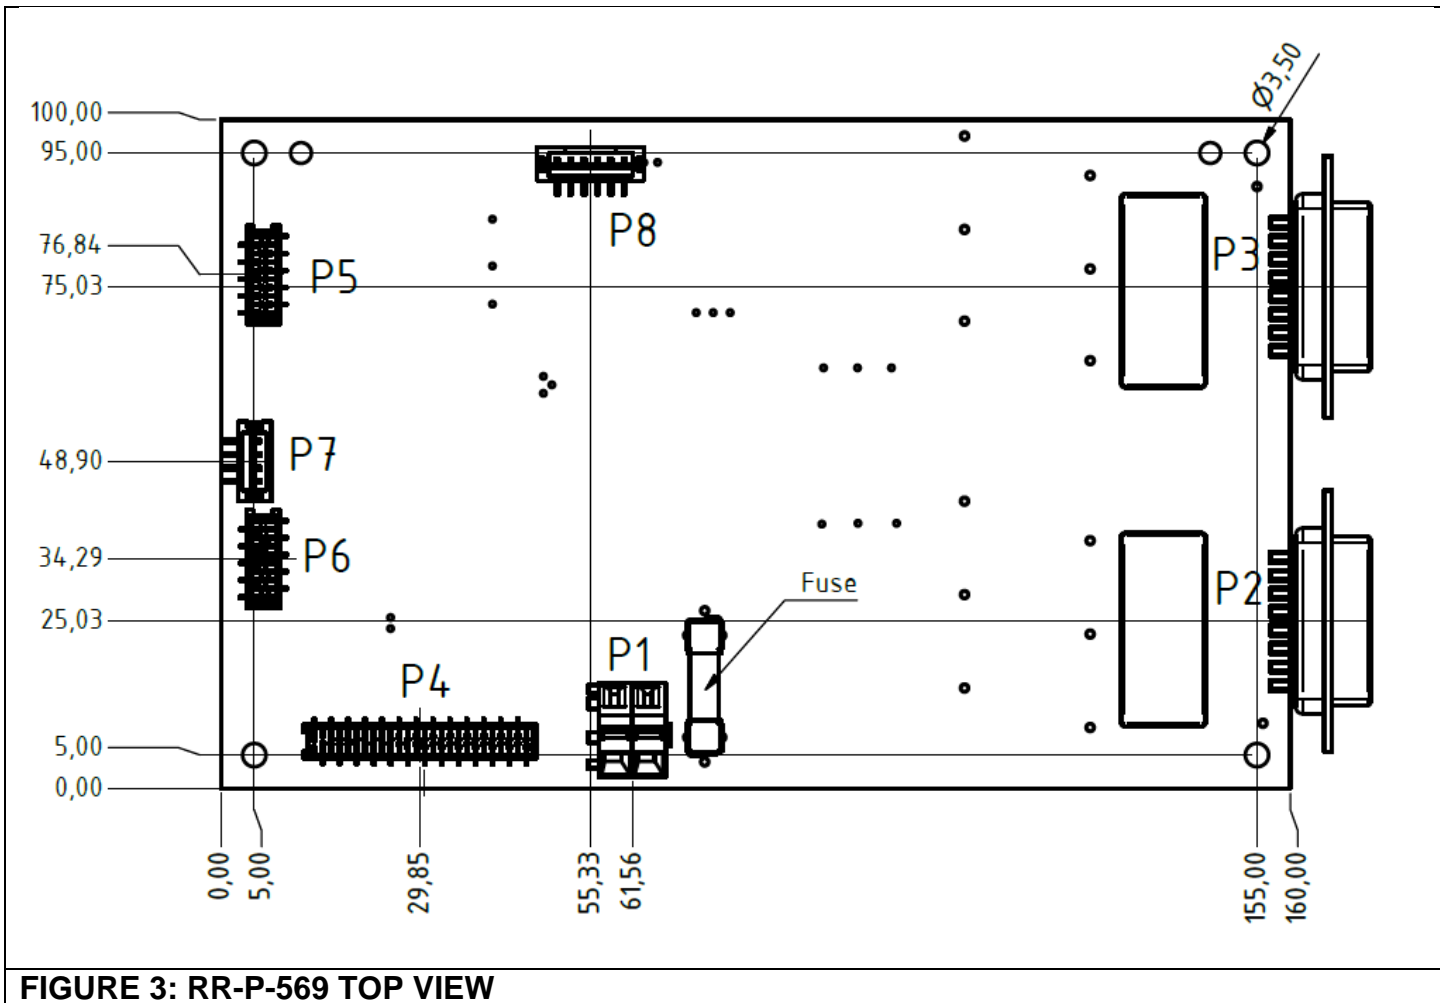 Ø3,50
100,00
95,00
P8
76,84
P5
P3
75,03
48,90
P7
34,29
P6
Fuse
P2
25,03
P1
P4
5,00
0,00
0,00
5,00
29,85
55,33
61,56
155,00
160,00
FIGURE 3: RR-P-569 TOP VIEW